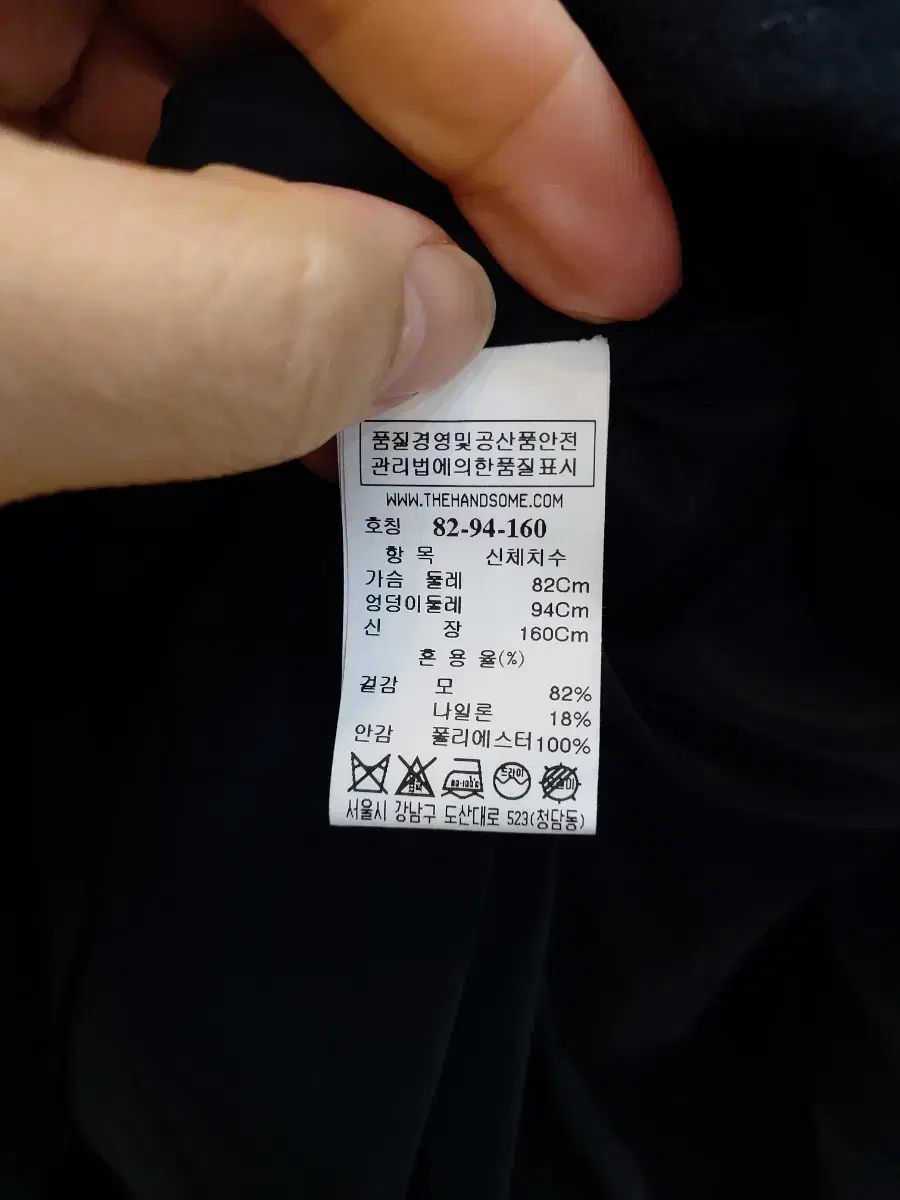 품질경영및공산품안전
관리법에의한품질표시
WWW.THEHANDSOME.COM
호칭 82-94-160
항 목 신체치수
가슴 둘레 82Cm
엉덩이둘레 94Cm
신 장 160Cm
혼 용 율(%)
겉감 모 82%
나일론 18%
안감 폴리에스터 100%
드라이
서울시 강남구 도산대로 523(청담동)